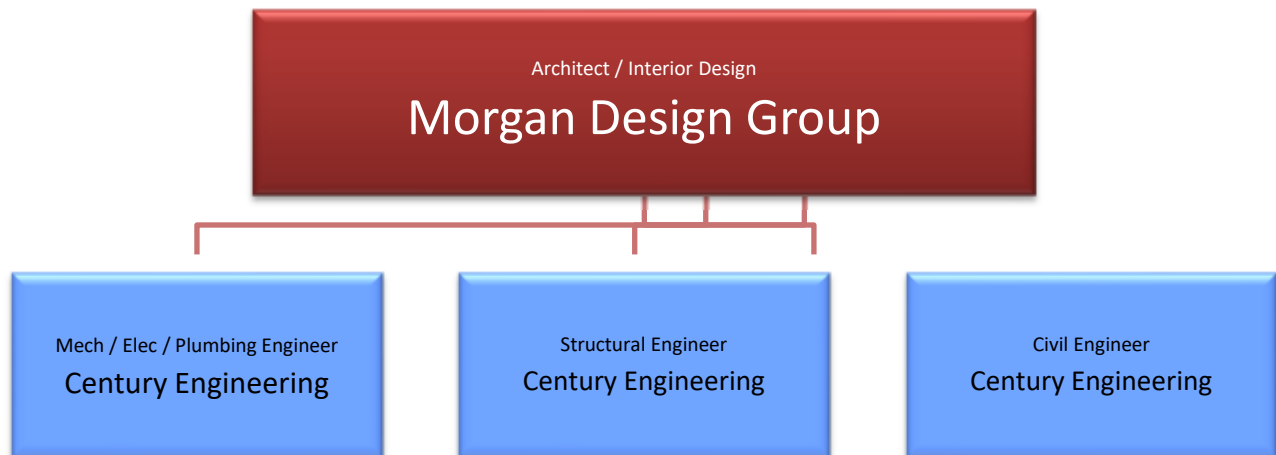 Architect / Interior Design
Morgan Design Group
Mech / Elec / Plumbing Engineer
Century Engineering
Structural Engineer
Century Engineering
Civil Engineer
Century Engineering